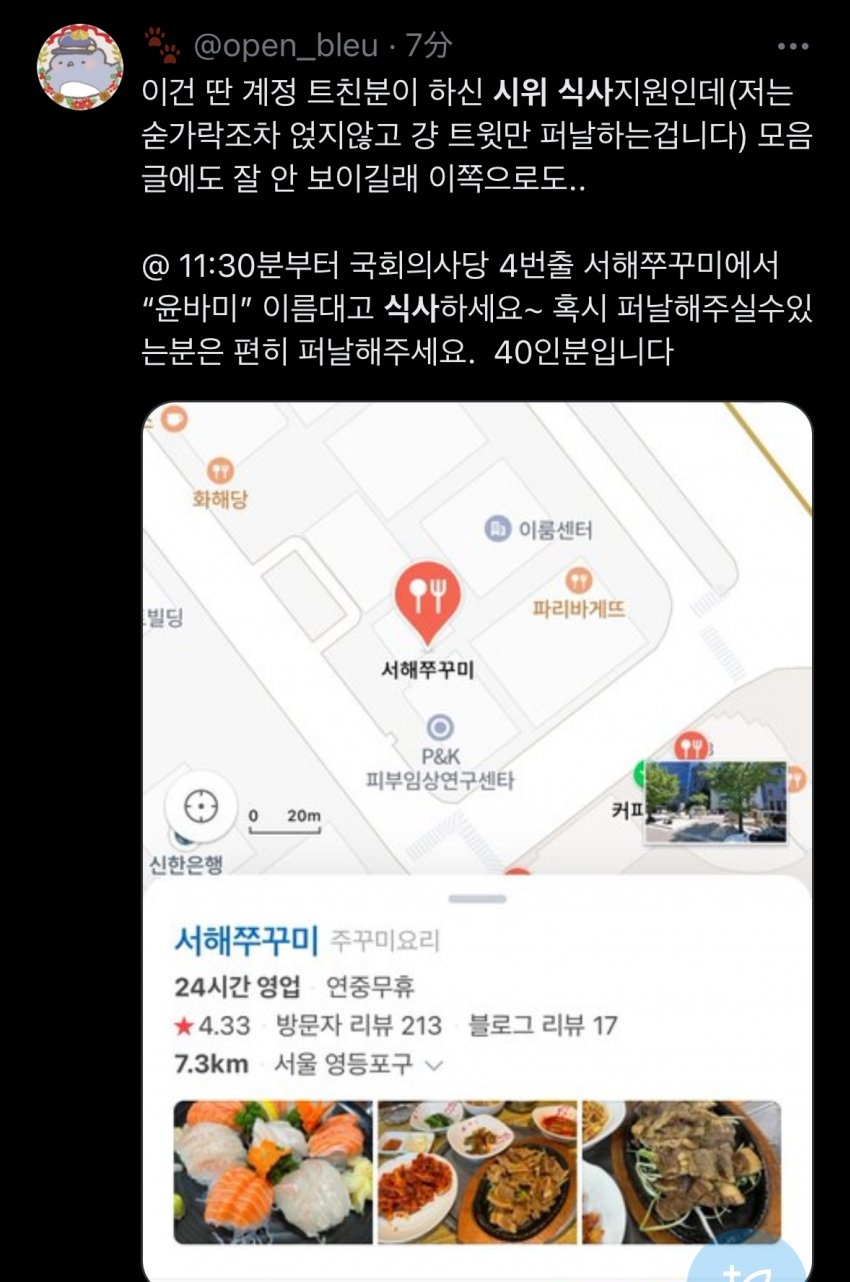 @open_bleu · 7分
이건 딴 계정 트친분이 하신 시위 식사지원인데(저는
숟가락조차 얹지않고 걍 트윗만 퍼날하는겁니다) 모음
글에도 잘 안 보이길래 이쪽으로도..
@ 11:30분부터 국회의사당 4번출 서해쭈꾸미에서
“윤바미” 이름대고 식사하세요~ 혹시 퍼날해주실수있
는분은 편히 퍼날해주세요. 40인분입니다
화해당
이룸센터
파리바게뜨
빌딩
서해쭈꾸미
P&K
피부임상연구센타
커피
0 20m
신한은행
서해쭈꾸미 주꾸미요리
24시간 영업 · 연중무휴
★4.33 · 방문자 리뷰 213 · 블로그 리뷰 17
7.3km · 서울 영등포구